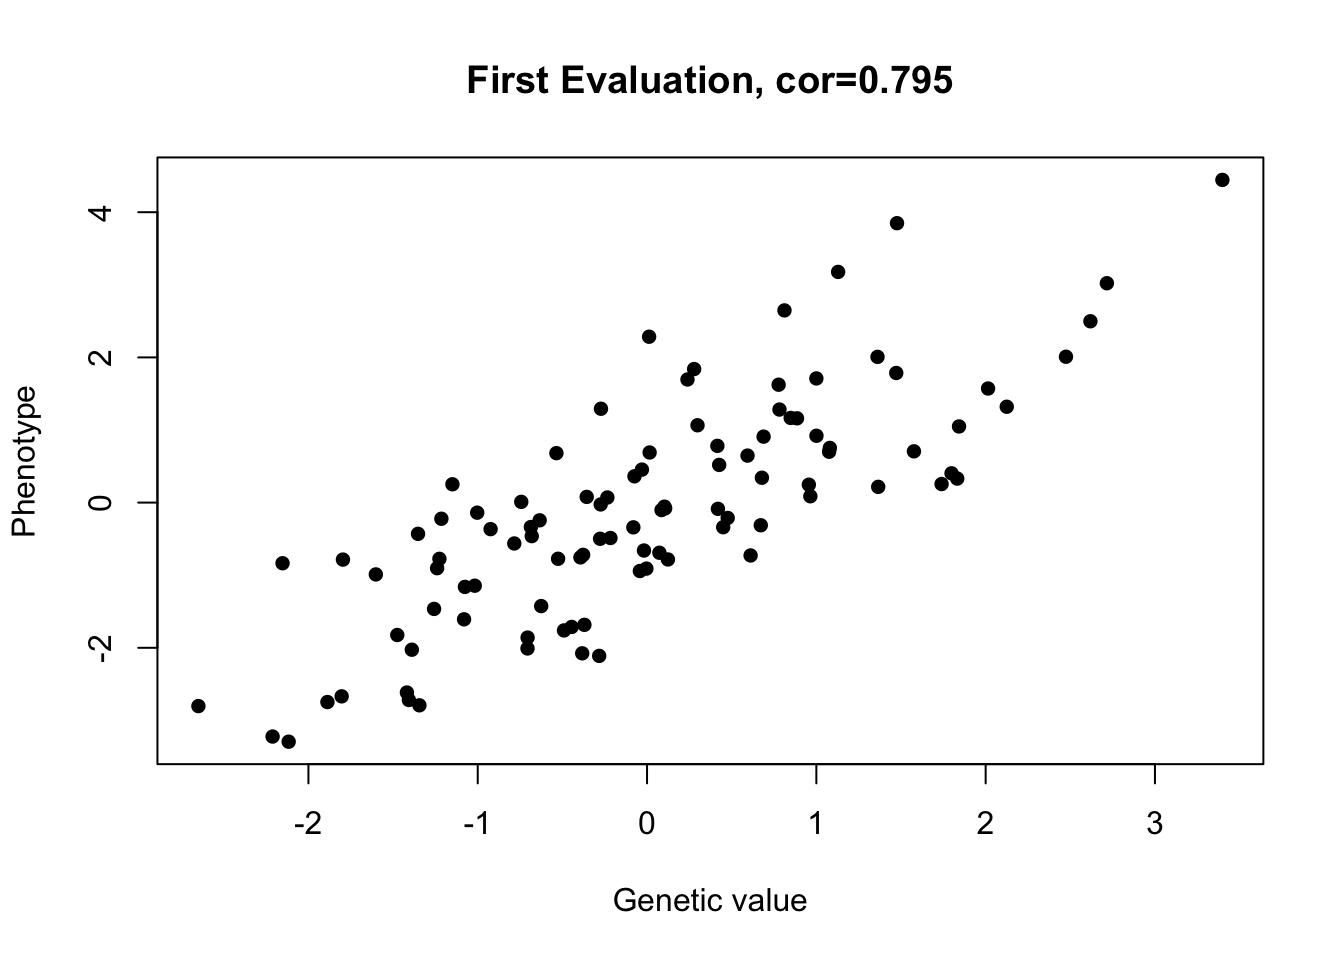 First Evaluation, cor=0.795
Phenotype
4
2
0
-2
-2 -1 0 1 2 3
Genetic value